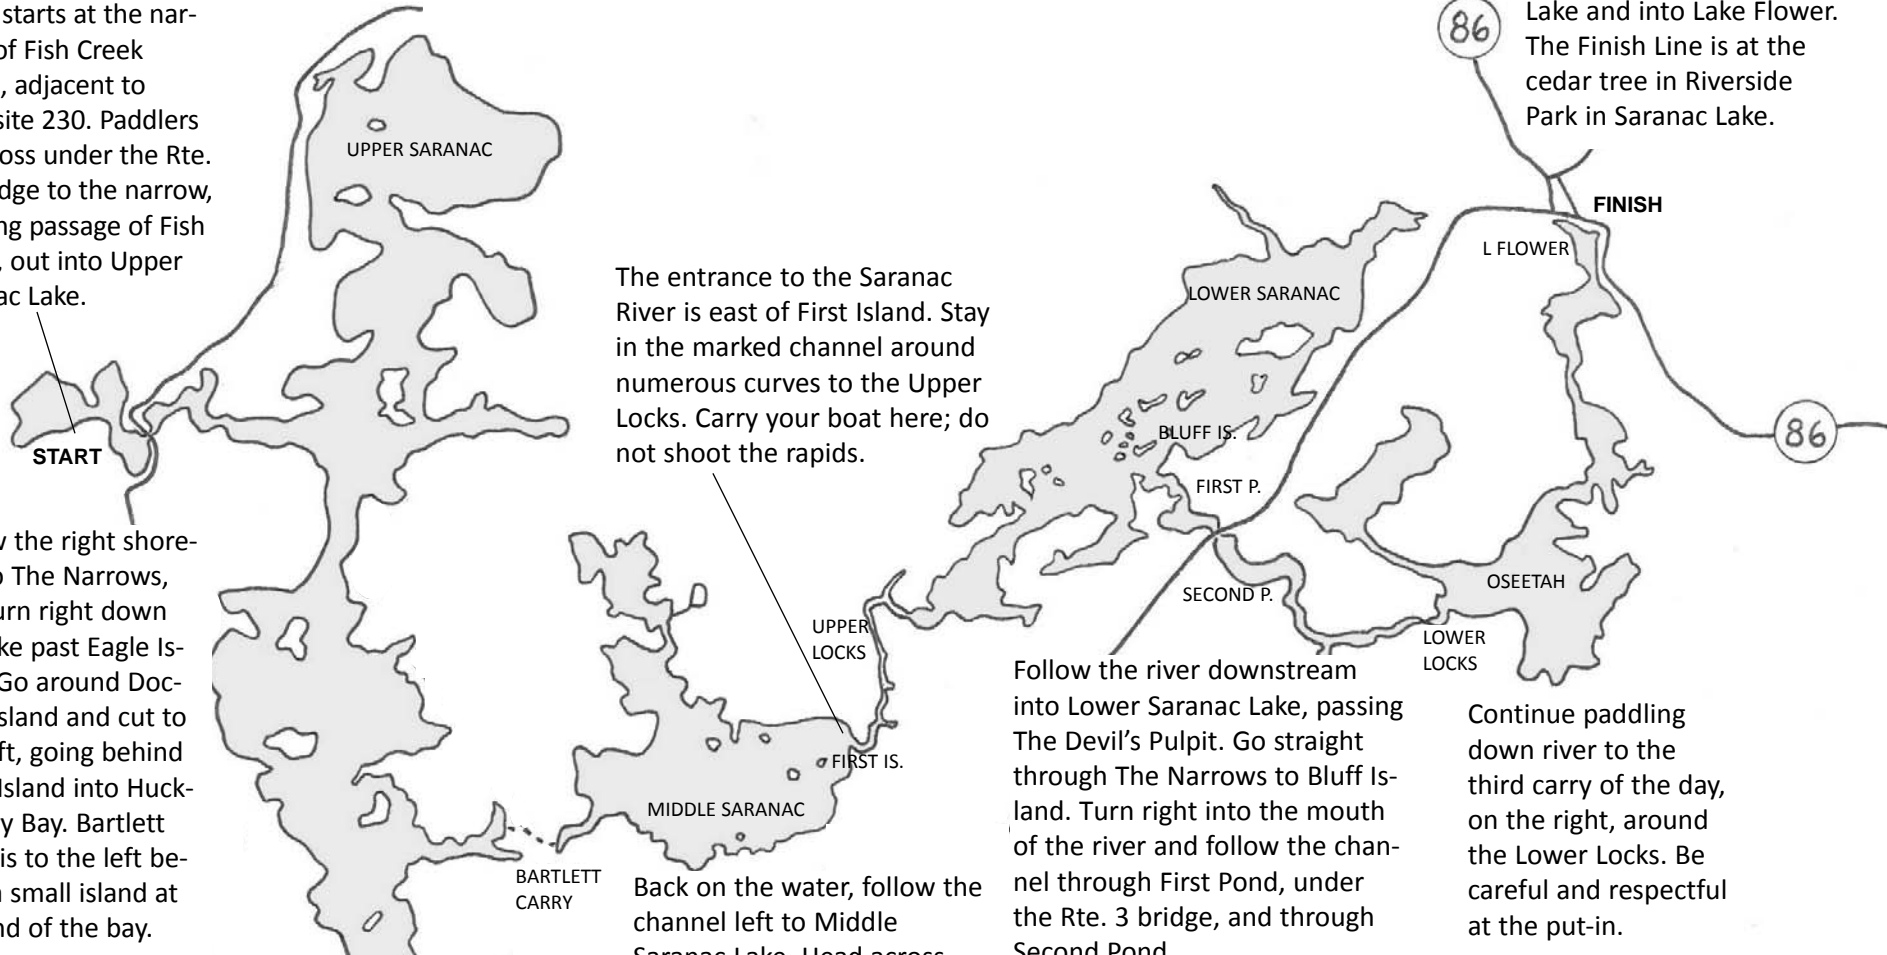 starts at the nar-
of Fish Creek
, adjacent to
site 230. Paddlers
oss under the Rte.
dge to the narrow,
ng passage of Fish
, out into Upper
ac Lake.
START
UPPER SARANAC
w the right shore-
o The Narrows,
urn right down
ke past Eagle Is-
Go around Doc-
sland and cut to
ft, going behind
Island into Huck-
y Bay. Bartlett
is to the left be-
a small island at
nd of the bay.
BARTLETT
CARRY
The entrance to the Saranac
River is east of First Island. Stay
in the marked channel around
numerous curves to the Upper
Locks. Carry your boat here; do
not shoot the rapids.
UPPER
LOCKS
FIRST IS.
MIDDLE SARANAC
Back on the water, follow the
channel left to Middle
Saranac Lake. Head across
LOWER SARANAC
BLUFF IS.
FIRST P.
SECOND P.
Follow the river downstream
into Lower Saranac Lake, passing
The Devil's Pulpit. Go straight
through The Narrows to Bluff Is-
land. Turn right into the mouth
of the river and follow the chan-
nel through First Pond, under
the Rte. 3 bridge, and through
Second Pond
LOWER
LOCKS
OSEETAH
Continue paddling
down river to the
third carry of the day,
on the right, around
the Lower Locks. Be
careful and respectful
at the put-in.
86
Lake and into Lake Flower.
The Finish Line is at the
cedar tree in Riverside
Park in Saranac Lake.
FINISH
L FLOWER
86